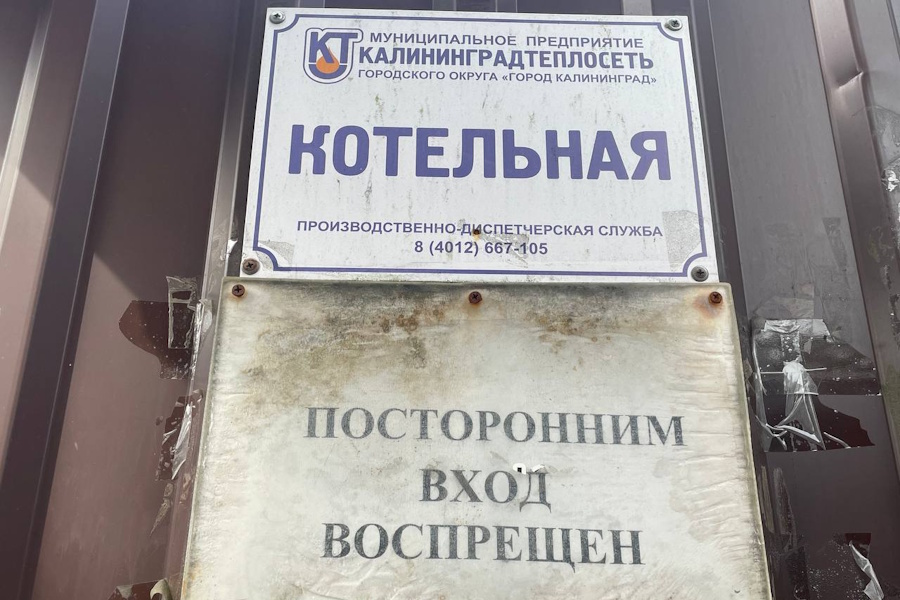 КТ
МУНИЦИПАЛЬНОЕ ПРЕДПРИЯТИЕ
КАЛИНИНГРАДТЕПЛОСЕТЬ
ГОРОДСКОГО ОКРУГА «ГОРОД КАЛИНИНГРАД»
КОТЕЛЬНАЯ
ПРОИЗВОДСТВЕННО-ДИСПЕТЧЕРСКАЯ СЛУЖБА
8 (4012) 667-105
ПОСТОРОННИМ
ВХОД
ВОСПРЕЩЕН